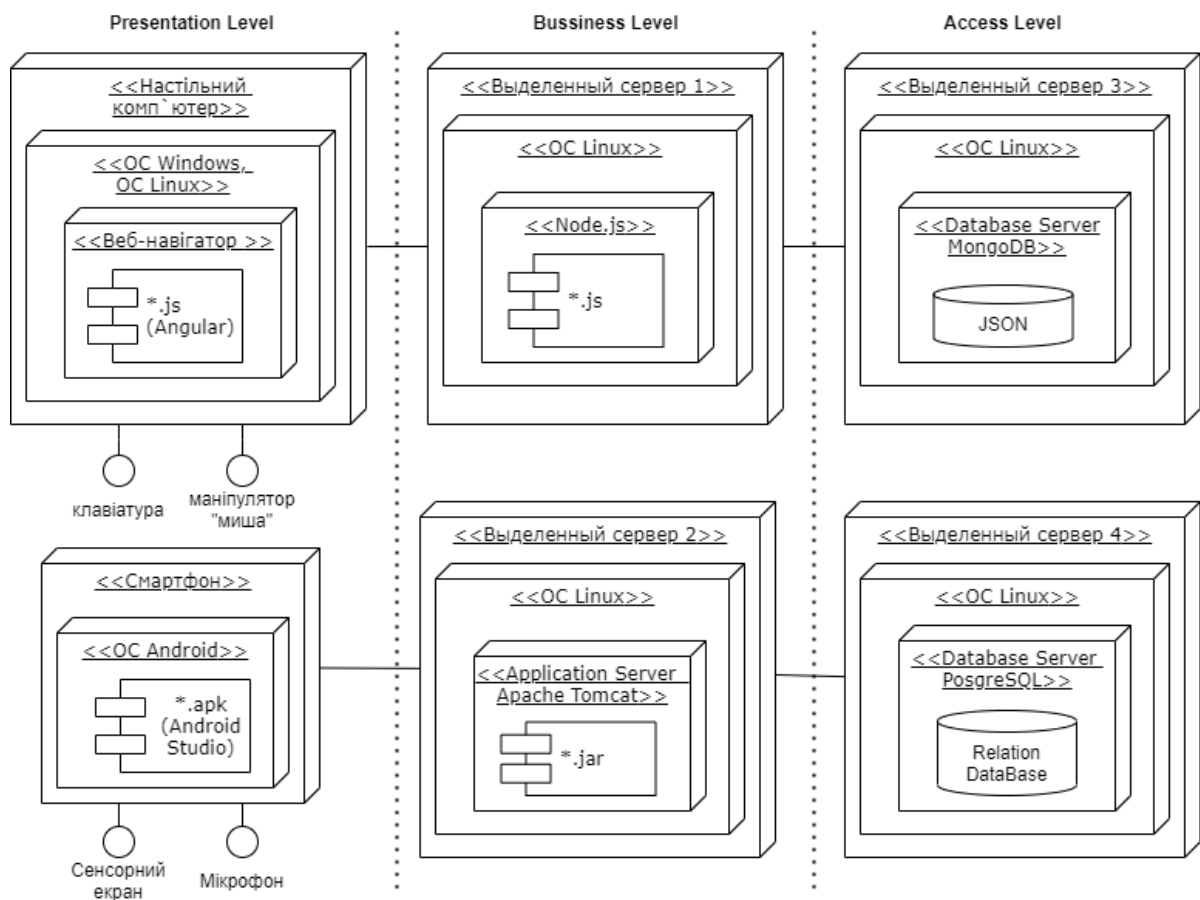 Presentation Level
Bussiness Level
Access Level
<<Настільний
комп`ютер>>
<<ОС Windows,
ОС Linux>>
<<Веб-навігатор >>
*.js
(Angular)
клавіатура
маніпулятор
"миша"
<<Выделенный сервер 1>>
<<ОС Linux>>
<<Node.js>>
*.js
<<Выделенный сервер 3>>
<<ОС Linux>>
<<Database Server
MongoDB>>
JSON
<<Смартфон>>
<<ОС Android>>
*.apk
(Android
Studio)
Сенсорний
екран
Мікрофон
<<Выделенный сервер 2>>
<<ОС Linux>>
<<Application Server
Apache Tomcat>>
*.jar
<<Выделенный сервер 4>>
<<ОС Linux>>
<<Database Server
PosgreSQL>>
Relation
DataBase